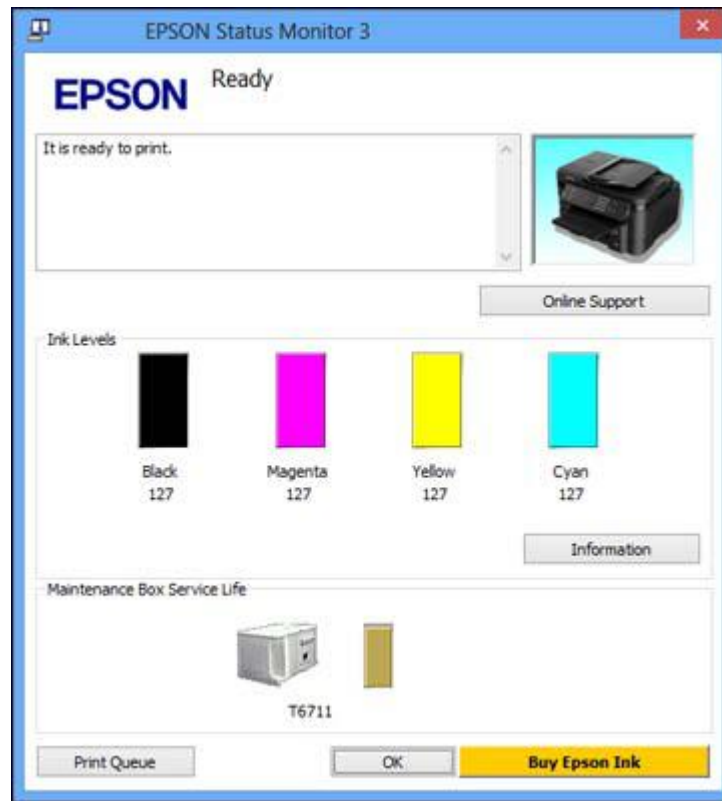 EPSON Status Monitor 3
EPSON
Ready
It is ready to print.
Online Support
Ink Levels
Black
Magenta
Yellow
Cyan
127
127
127
127
Information
Maintenance Box Service Life
T6711
Print Queue
OK
Buy Epson Ink